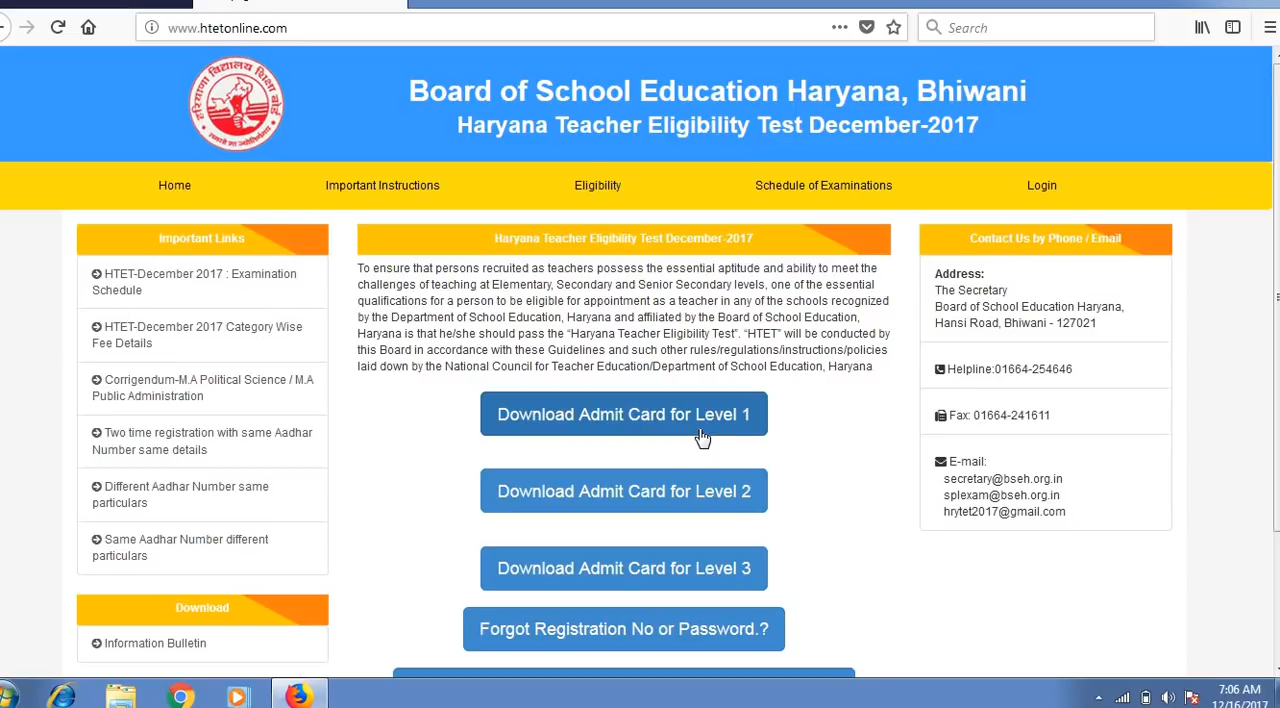 www.htetonline.com
Search
हरियाणा विद्यालय शिक्षा बोर्ड
Board of School Education Haryana, Bhiwani
Haryana Teacher Eligibility Test December-2017
Home
Important Instructions
Eligibility
Schedule of Examinations
Login
Important Links
HTET-December 2017 : Examination
Schedule
HTET-December 2017 Category Wise
Fee Details
Corrigendum-M.A Political Science / M.A
Public Administration
Two time registration with same Aadhar
Number same details
Different Aadhar Number same
particulars
Same Aadhar Number different
particulars
Download
Information Bulletin
Haryana Teacher Eligibility Test December-2017
To ensure that persons recruited as teachers possess the essential aptitude and ability to meet the
challenges of teaching at Elementary, Secondary and Senior Secondary levels, one of the essential
qualifications for a person to be eligible for appointment as a teacher in any of the schools recognized
by the Department of School Education, Haryana and affiliated by the Board of School Education,
Haryana is that he/she should pass the “Haryana Teacher Eligibility Test”. “HTET” will be conducted by
this Board in accordance with these Guidelines and such other rules/regulations/instructions/policies
laid down by the National Council for Teacher Education/Department of School Education, Haryana
Download Admit Card for Level 1
Download Admit Card for Level 2
Download Admit Card for Level 3
Forgot Registration No or Password.?
Contact Us by Phone / Email
Address:
The Secretary
Board of School Education Haryana,
Hansi Road, Bhiwani - 127021
Helpline:01664-254646
Fax: 01664-241611
E-mail:
secretary@bseh.org.in
splexam@bseh.org.in
hrytet2017@gmail.com
7:06 AM
12/16/2017